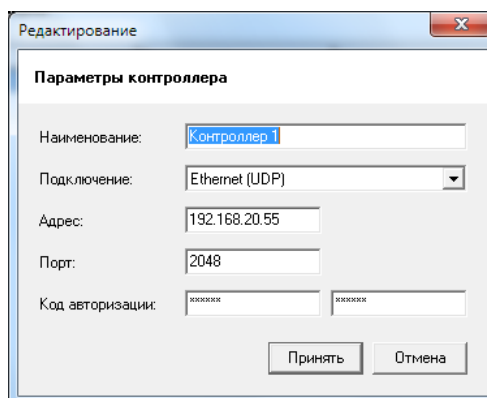 Редактирование
Параметры контроллера
Наименование: Контроллер 1
Подключение: Ethernet (UDP)
Адрес: 192.168.20.55
Порт: 2048
Код авторизации: ****** ******
Принять Отмена